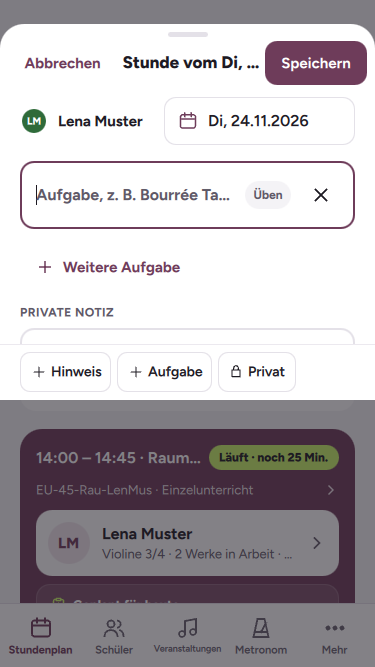 Abbrechen
Stunde vom Di, ...
Speichern
LM
Lena Muster
Di, 24.11.2026
Aufgabe, z. B. Bourrée Ta...
Üben
Weitere Aufgabe
PRIVATE NOTIZ
Hinweis
Aufgabe
Privat
14:00 – 14:45 · Raum...
Läuft · noch 25 Min.
EU-45-Rau-LenMus · Einzelunterricht
LM
Lena Muster
Violine 3/4 · 2 Werke in Arbeit · ...
Stundenplan
Schüler
Veranstaltungen
Metronom
Mehr